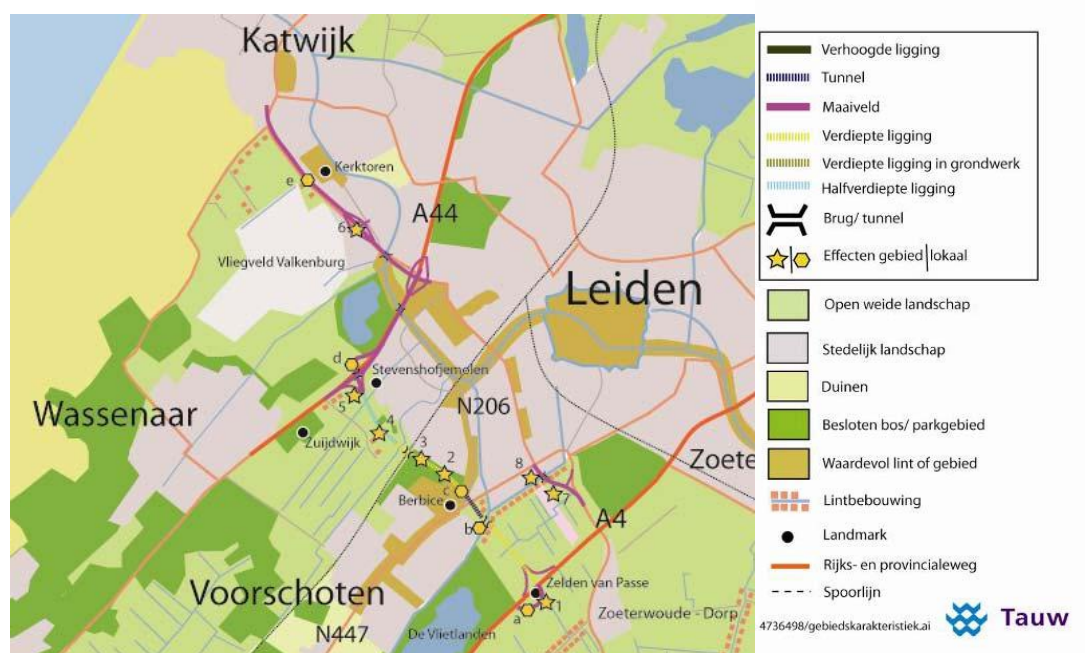 Katwijk
Kerktoren
e
A44
6
Vliegveld Valkenburg
Leiden
d
Stevenshofjemolen
Wassenaar
5
N206
4
Zuijdwijk
3
2
8
Zoete
c
7
Berbice
b
A4
Voorschoten
Zelden van Passe
1
a
Zoeterwoude - Dorp
N447
De Vlietlanden
Verhoogde ligging
Tunnel
Maaiveld
Verdiepte ligging
Verdiepte ligging in grondwerk
Halfverdiepte ligging
Brug/ tunnel
Effecten gebied lokaal
Open weide landschap
Stedelijk landschap
Duinen
Besloten bos/ parkgebied
Waardevol lint of gebied
Lintbebouwing
Landmark
Rijks- en provincialeweg
Spoorlijn
4736498/gebiedskarakteristiek.ai
Tauw